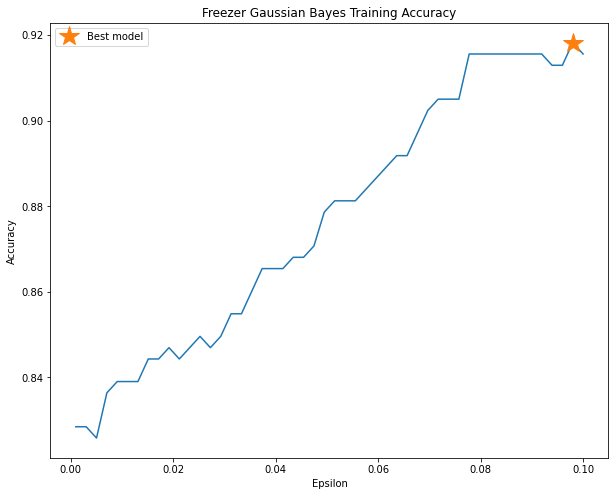 Freezer Gaussian Bayes Training Accuracy
Best model
0.92
0.90
0.88
0.86
0.84
Accuracy
0.00 0.02 0.04 0.06 0.08 0.10
Epsilon